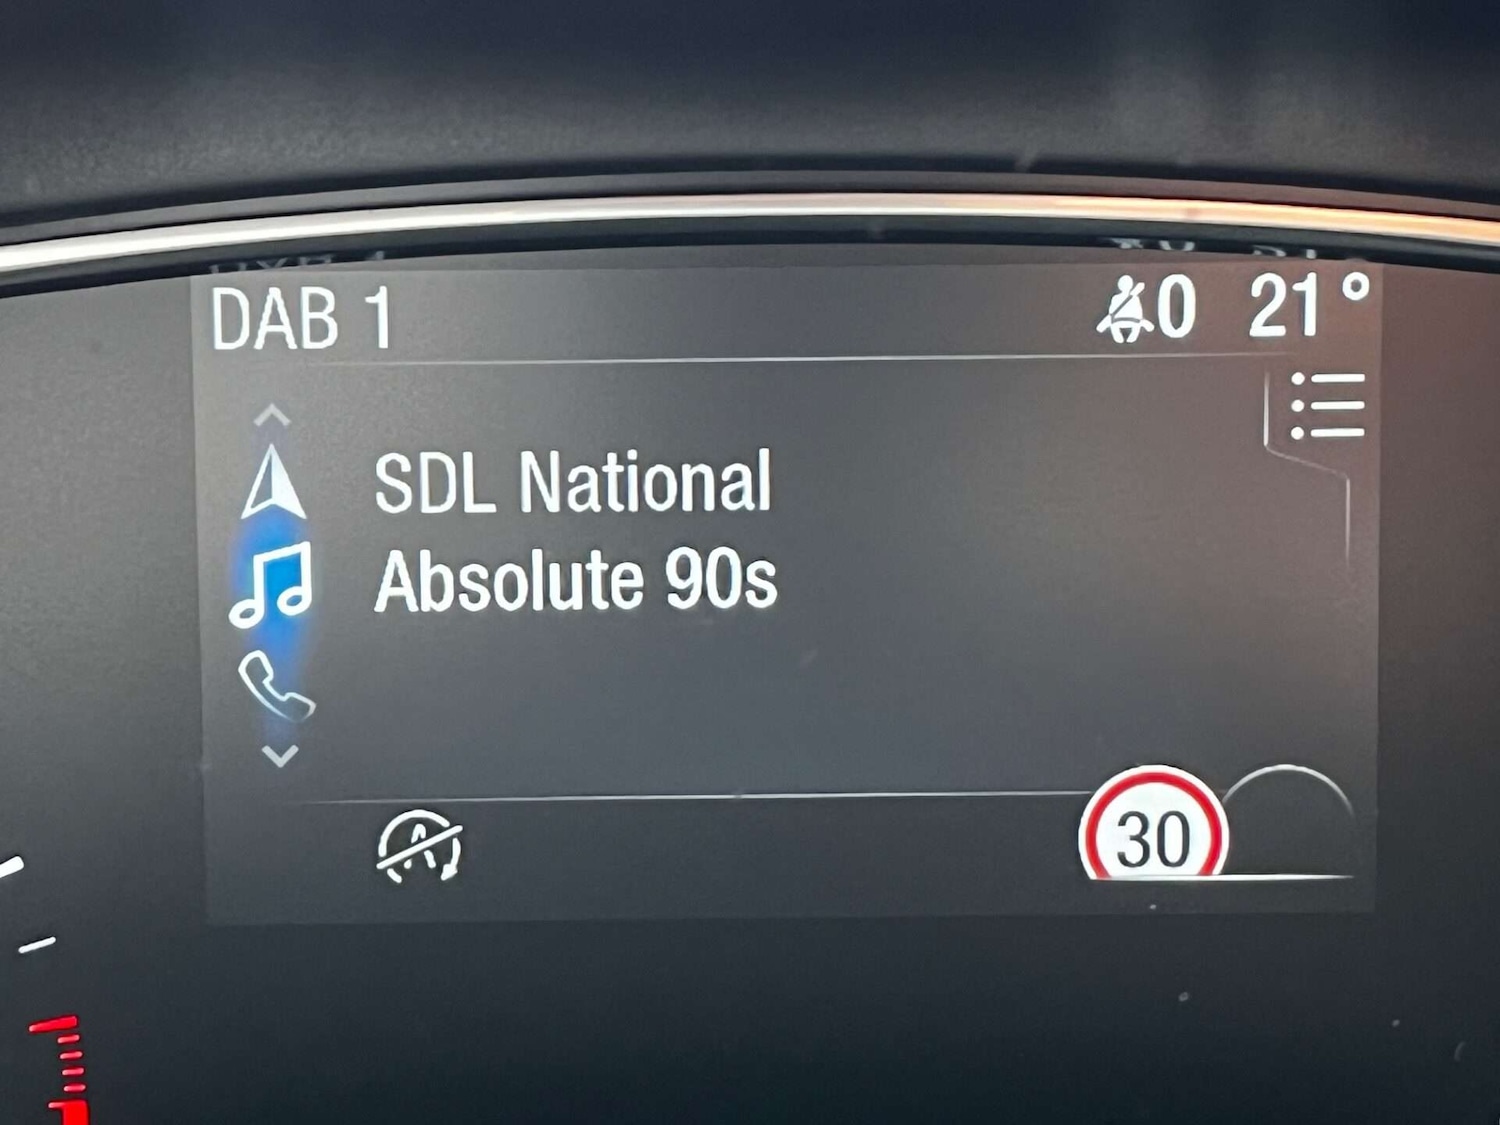 DAB 1
0 21°
SDL National
Absolute 90s
A
30